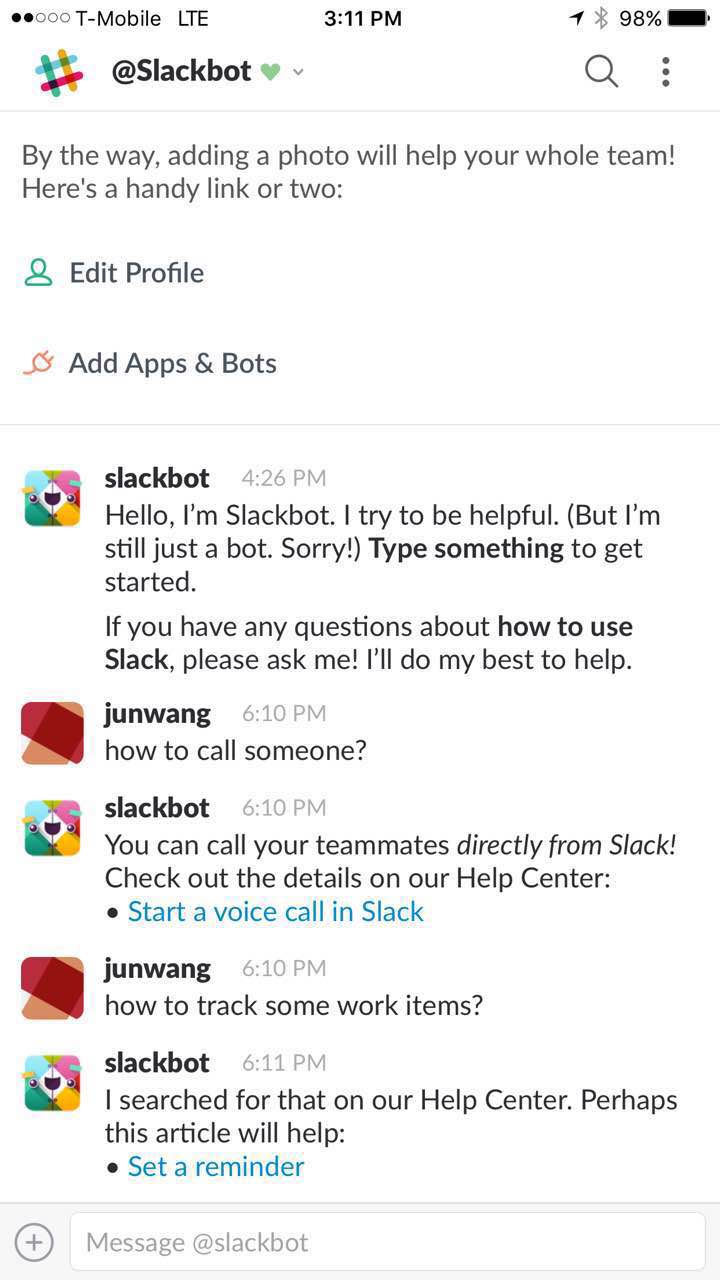 T-Mobile LTE 3:11 PM 98%
@Slackbot
By the way, adding a photo will help your whole team!
Here's a handy link or two:
Edit Profile
Add Apps & Bots
slackbot 4:26 PM
Hello, I’m Slackbot. I try to be helpful. (But I’m
still just a bot. Sorry!) Type something to get
started.
If you have any questions about how to use
Slack, please ask me! I’ll do my best to help.
junwang 6:10 PM
how to call someone?
slackbot 6:10 PM
You can call your teammates directly from Slack!
Check out the details on our Help Center:
• Start a voice call in Slack
junwang 6:10 PM
how to track some work items?
slackbot 6:11 PM
I searched for that on our Help Center. Perhaps
this article will help:
• Set a reminder
Message @slackbot